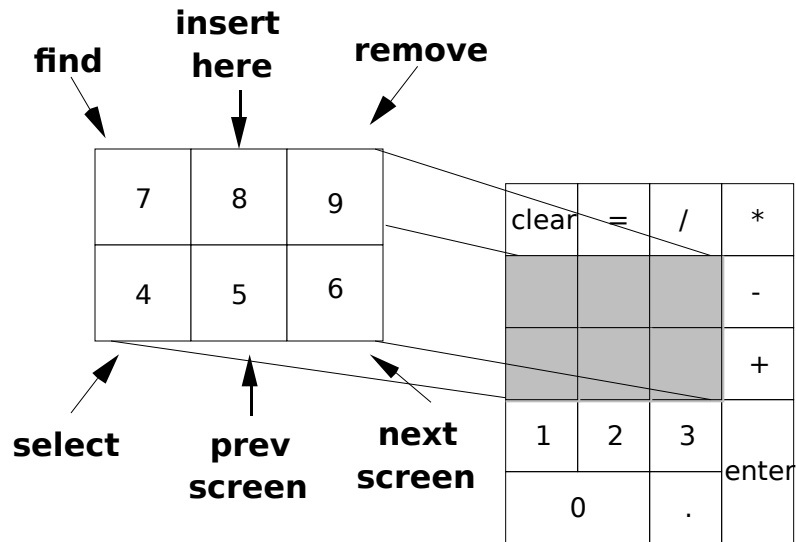 find
insert
here
remove
7 8 9
4 5 6
select
prev
screen
next
screen
clear = / *
-
+
1 2 3
enter
0 .